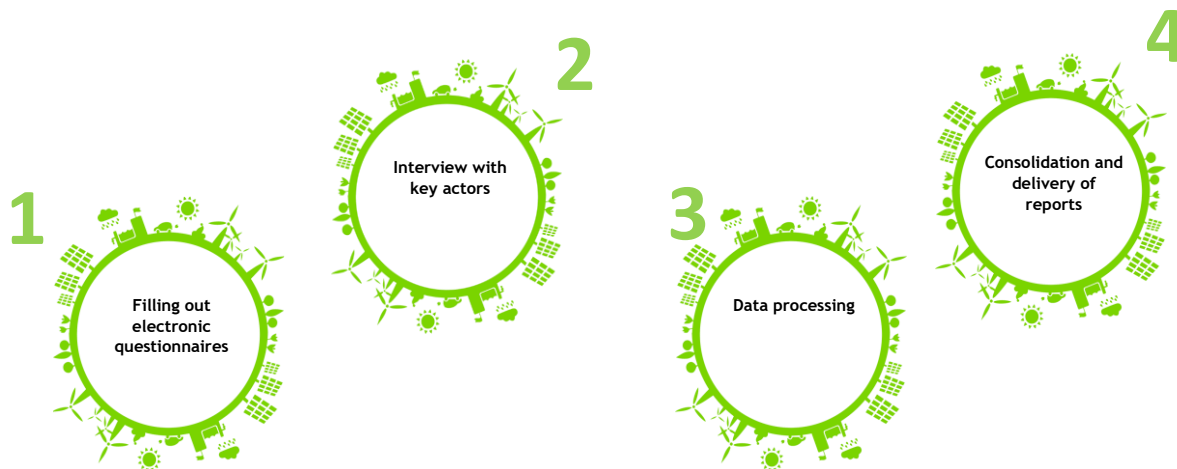 1
Filling out
electronic
questionnaires
2
Interview with
key actors
3
Data processing
4
Consolidation and
delivery of
reports